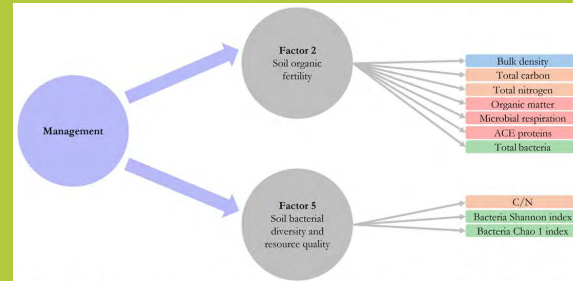 Management
Factor 2
Soil organic
fertility
Bulk density
Total carbon
Total nitrogen
Organic matter
Microbial respiration
ACE proteins
Total bacteria
Factor 5
Soil bacterial
diversity and
resource quality
C/N
Bacteria Shannon index
Bacteria Chao 1 index